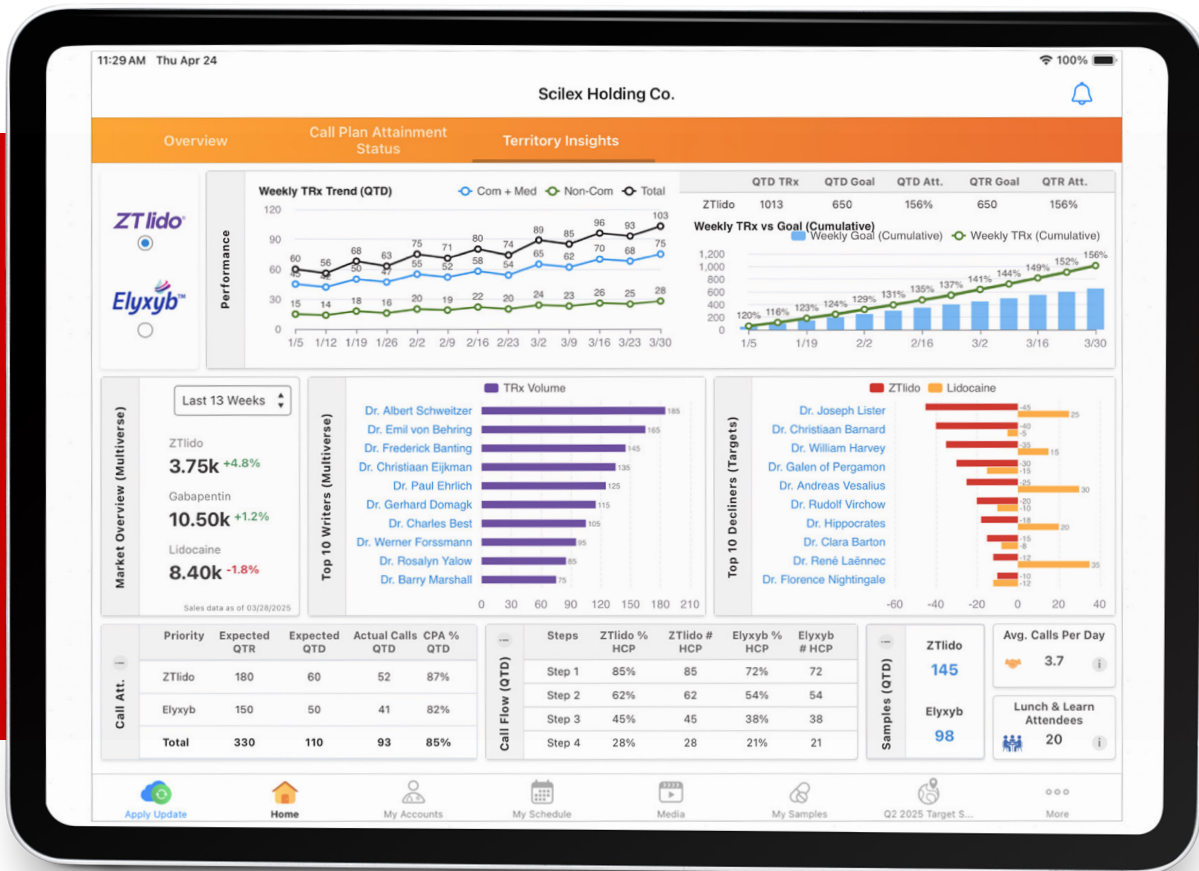 11:29 AM Thu Apr 24
100%
Scilex Holding Co.
Overview
Call Plan Attainment
Status
Territory Insights
ZTlido
Elyxyb™
Performance
Weekly TRx Trend (QTD)
Com + Med Non-Com Total
120
90
60
30
0
60 56 68 63 75 71 80 74 89 85 96 93 103
45 42 50 47 55 52 58 54 65 62 70 68 75
15 14 18 16 20 19 22 20 24 23 26 25 28
1/5 1/12 1/19 1/26 2/2 2/9 2/16 2/23 3/2 3/9 3/16 3/23 3/30
QTD TRx QTD Goal QTD Att. QTR Goal QTR Att.
ZTlido 1013 650 156% 650 156%
Weekly TRx vs Goal (Cumulative)
Weekly Goal (Cumulative) Weekly TRx (Cumulative)
1,200
1,000
800
600
400
200
0
120% 116% 123% 124% 129% 131% 135% 137% 141% 144% 149% 152% 156%
1/5 1/19 2/2 2/16 3/2 3/16 3/30
Market Overview (Multiverse)
Last 13 Weeks
ZTlido
3.75k +4.8%
Gabapentin
10.50k +1.2%
Lidocaine
8.40k -1.8%
Sales data as of 03/28/2025
Top 10 Writers (Multiverse)
TRx Volume
Dr. Albert Schweitzer 185
Dr. Emil von Behring 165
Dr. Frederick Banting 145
Dr. Christiaan Eijkman 135
Dr. Paul Ehrlich 125
Dr. Gerhard Domagk 115
Dr. Charles Best 105
Dr. Werner Forssmann 95
Dr. Rosalyn Yalow 85
Dr. Barry Marshall 75
0 30 60 90 120 150 180 210
Top 10 Decliners (Targets)
ZTlido Lidocaine
Dr. Joseph Lister -45 25
Dr. Christiaan Barnard -40 -5
Dr. William Harvey -35 15
Dr. Galen of Pergamon -30 -15
Dr. Andreas Vesalius -25 30
Dr. Rudolf Virchow -20 -10
Dr. Hippocrates -18 20
Dr. Clara Barton -15 -8
Dr. René Laënnec -12 35
Dr. Florence Nightingale -10 -12
-60 -40 -20 0 20 40
Call Att.
Priority Expected QTR Expected QTD Actual Calls QTD CPA % QTD
ZTlido 180 60 52 87%
Elyxyb 150 50 41 82%
Total 330 110 93 85%
Call Flow (QTD)
Steps ZTlido % HCP ZTlido # HCP Elyxyb % HCP Elyxyb # HCP
Step 1 85% 85 72% 72
Step 2 62% 62 54% 54
Step 3 45% 45 38% 38
Step 4 28% 28 21% 21
Samples (QTD)
ZTlido
145
Elyxyb
98
Avg. Calls Per Day
3.7
Lunch & Learn
Attendees
20
Apply Update
Home
My Accounts
My Schedule
Media
My Samples
Q2 2025 Target S...
More